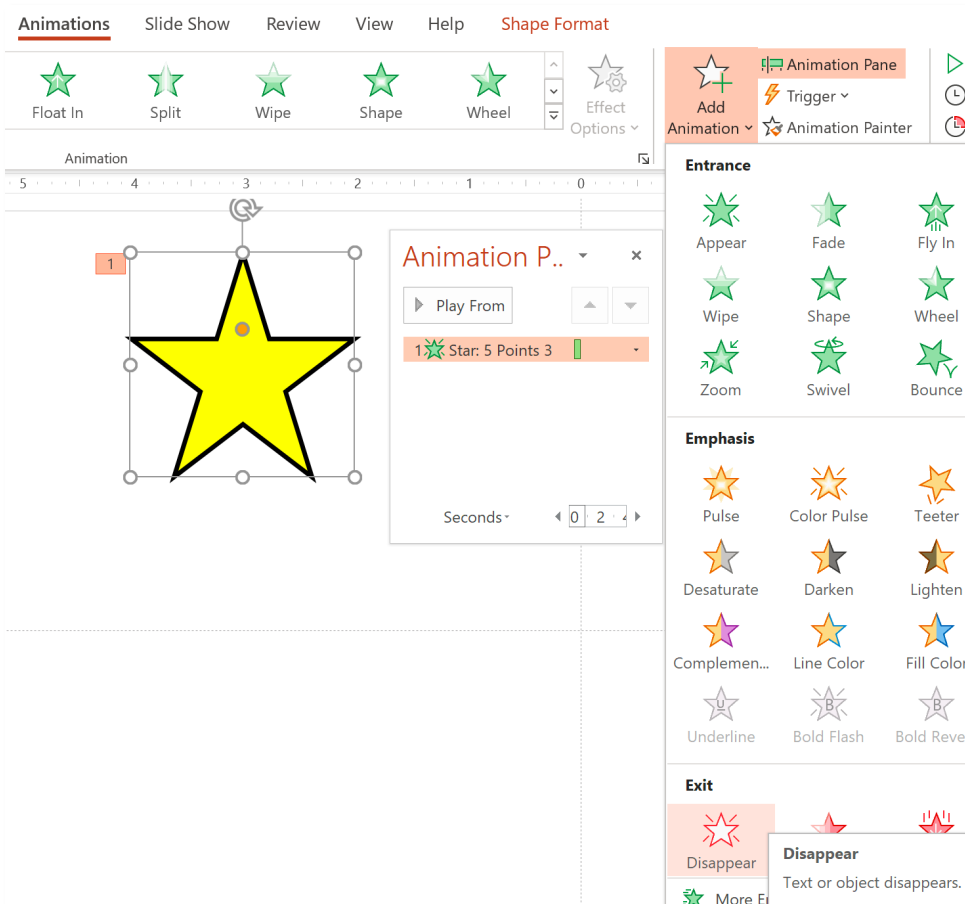 Animations Slide Show Review View Help Shape Format
Float In Split Wipe Shape Wheel
Effect
Options
Add
Animation
Animation Pane
Trigger
Animation Painter
Animation
5 4 3 2 1 0
1
Animation P..
Play From
1 Star: 5 Points 3
Seconds
0 2
Entrance
Appear Fade Fly In
Wipe Shape Wheel
Zoom Swivel Bounce
Emphasis
Pulse Color Pulse Teeter
Desaturate Darken Lighten
Complemen... Line Color Fill Color
Underline Bold Flash Bold Reve
Exit
Disappear
Disappear
Text or object disappears.
More